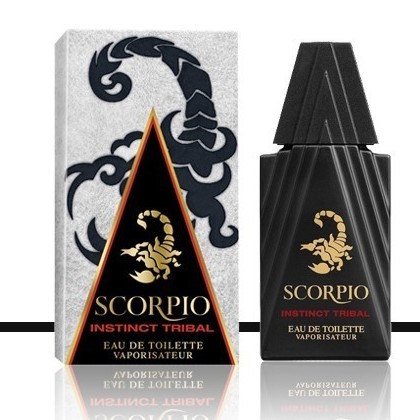 SCORPIO
INSTINCT TRIBAL
EAU DE TOILETTE
VAPORISATEUR
SCORPIO
INSTINCT TRIBAL
EAU DE TOILETTE
VAPORISATEUR